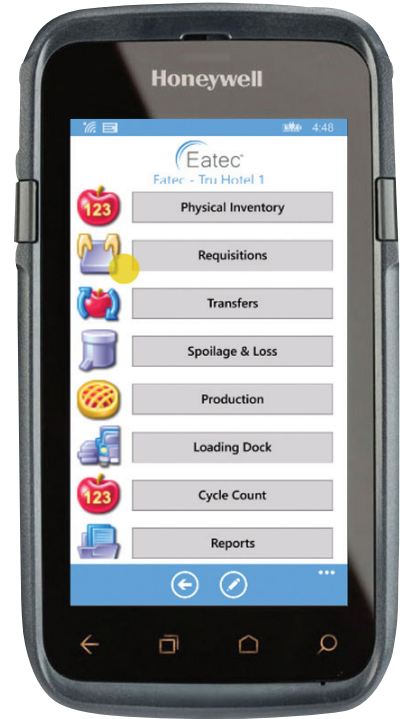 Honeywell
4:48
Eatec
Eatec - Tru Hotel 1
123
Physical Inventory
Requisitions
Transfers
Spoilage & Loss
Production
Loading Dock
123
Cycle Count
Reports